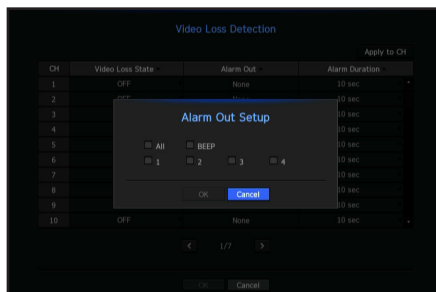 Video Loss Detection
Apply to CH
CH Video Loss State Alarm Out Alarm Duration
1 OFF None 10 sec
2 OFF None 10 sec
3 10 sec
4 10 sec
Alarm Out Setup
5 10 sec
All BEEP
6 10 sec
1 2 3 4
7 10 sec
8 10 sec
OK Cancel
9 10 sec
10 OFF None 10 sec
1/7
OK Cancel